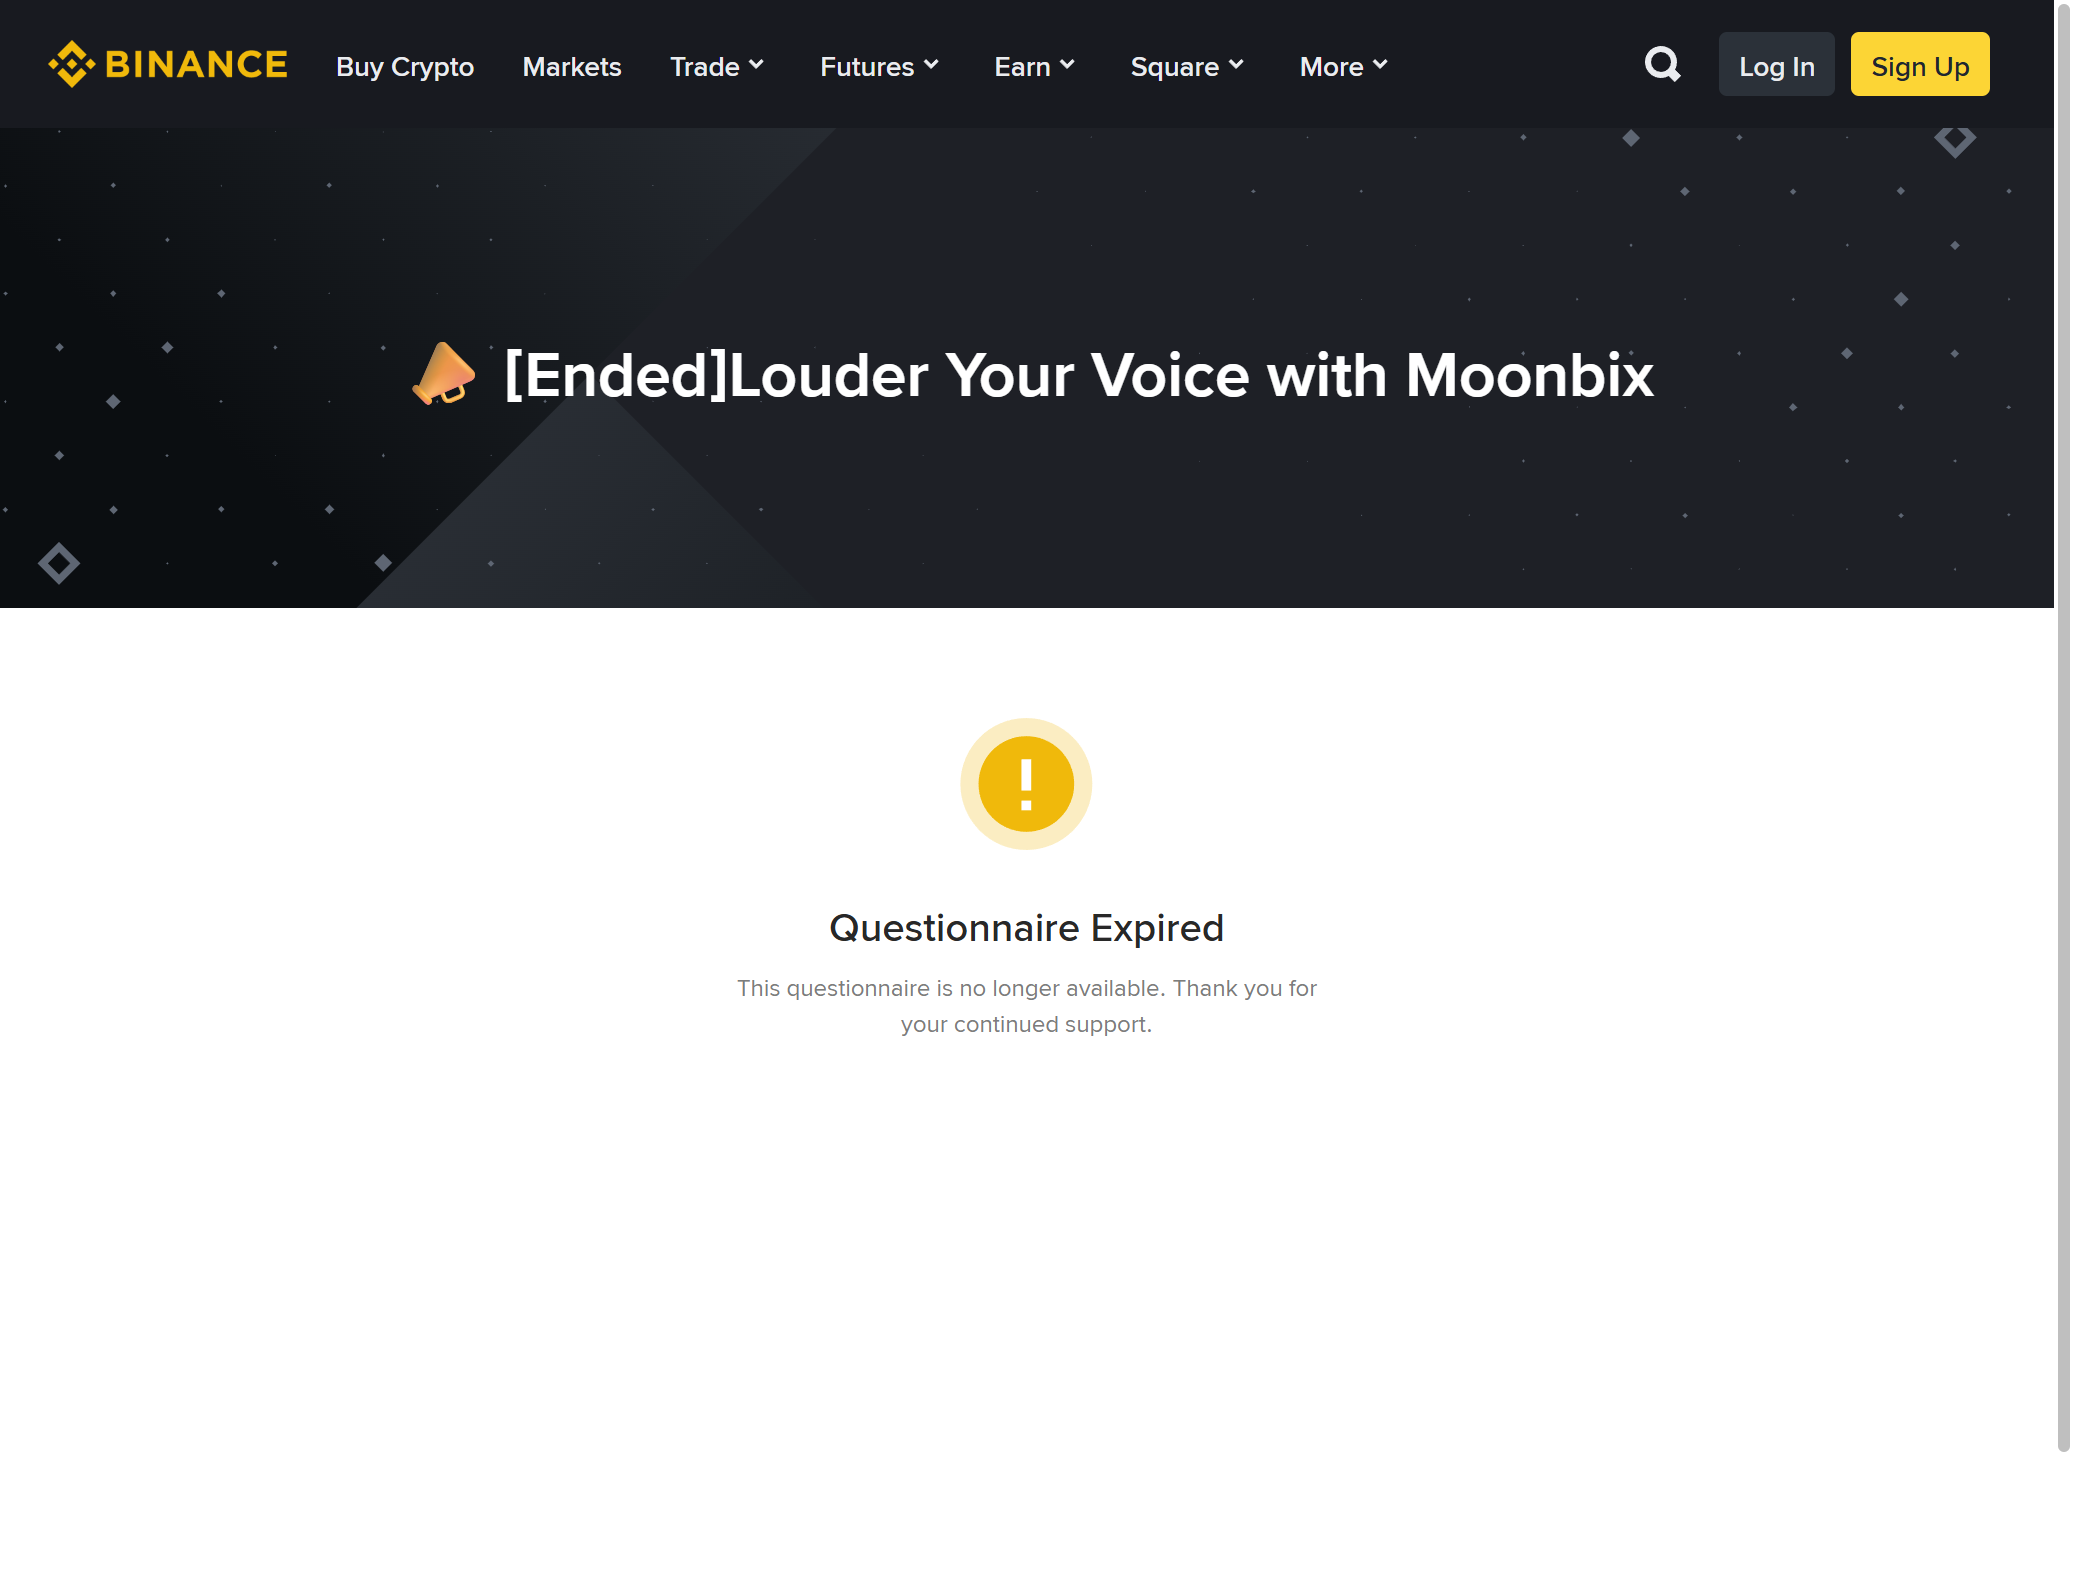 BINANCE Buy Crypto Markets Trade Futures Earn Square More Log In Sign Up
[Ended]Louder Your Voice with Moonbix
Questionnaire Expired
This questionnaire is no longer available. Thank you for
your continued support.